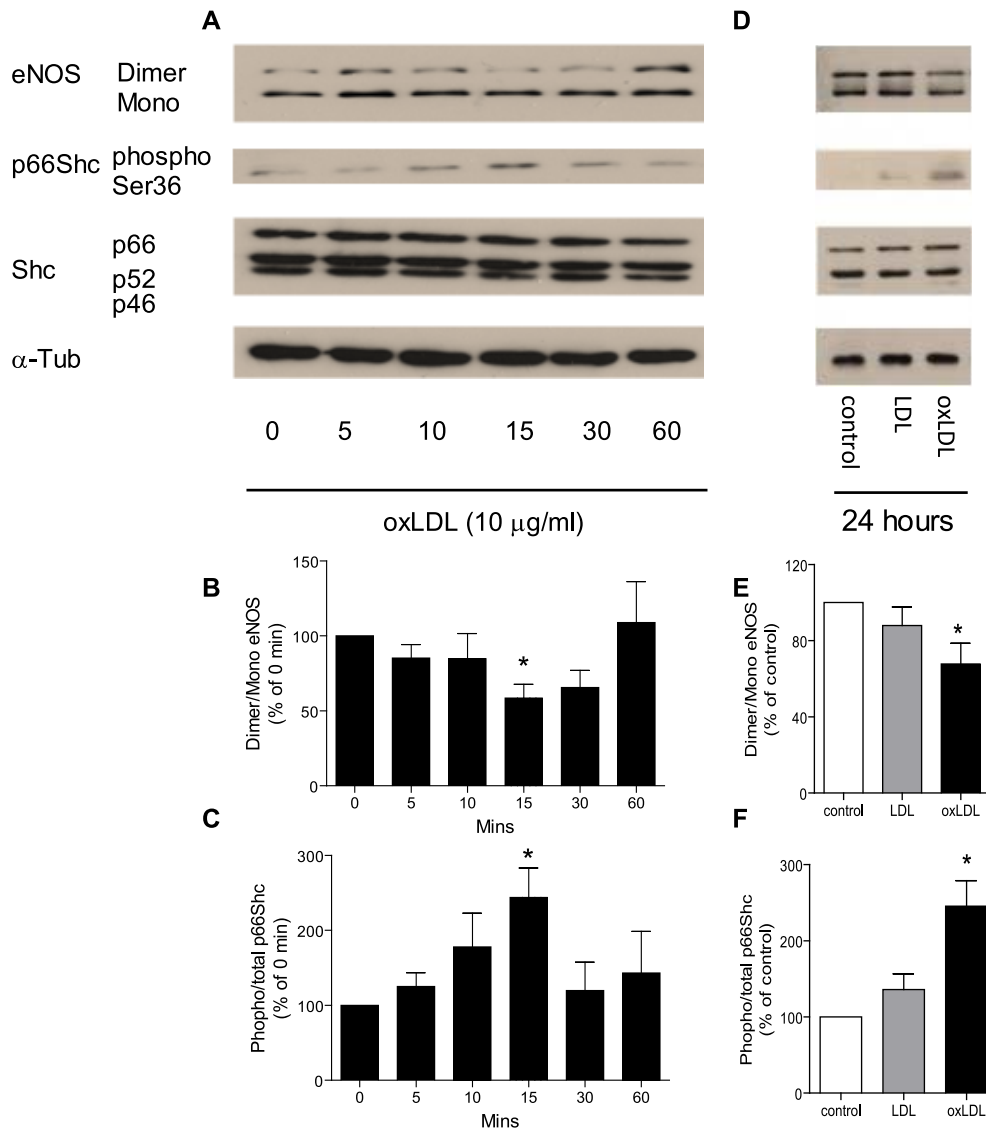 A
D
eNOS
Dimer
Mono
p66Shc
phospho
Ser36
Shc
p66
p52
p46
α-Tub
0 5 10 15 30 60
control LDL oxLDL
oxLDL (10 μg/ml)
24 hours
B
Dimer/Mono eNOS
(% of 0 min)
150
100
50
0
*
0 5 10 15 30 60
Mins
E
Dimer/Mono eNOS
(% of control)
120
80
40
0
*
control LDL oxLDL
C
Phopho/total p66Shc
(% of 0 min)
300
200
100
0
*
0 5 10 15 30 60
Mins
F
Phopho/total p66Shc
(% of control)
300
200
100
0
*
control LDL oxLDL